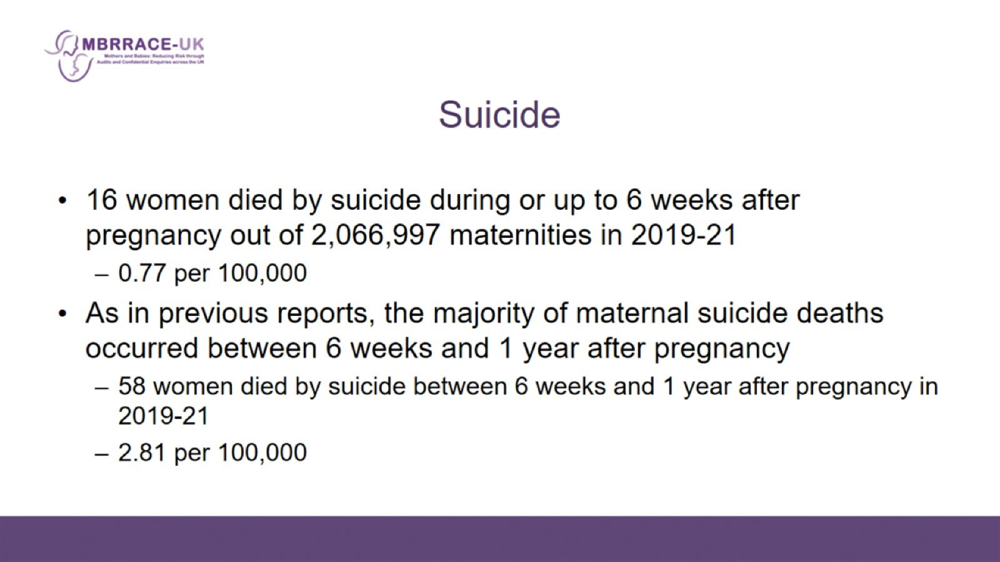 MBRRACE-UK
Mothers and Babies: Reducing Risk through
Audits and Confidential Enquiries across the UK
Suicide
• 16 women died by suicide during or up to 6 weeks after
pregnancy out of 2,066,997 maternities in 2019-21
– 0.77 per 100,000
• As in previous reports, the majority of maternal suicide deaths
occurred between 6 weeks and 1 year after pregnancy
– 58 women died by suicide between 6 weeks and 1 year after pregnancy in
2019-21
– 2.81 per 100,000